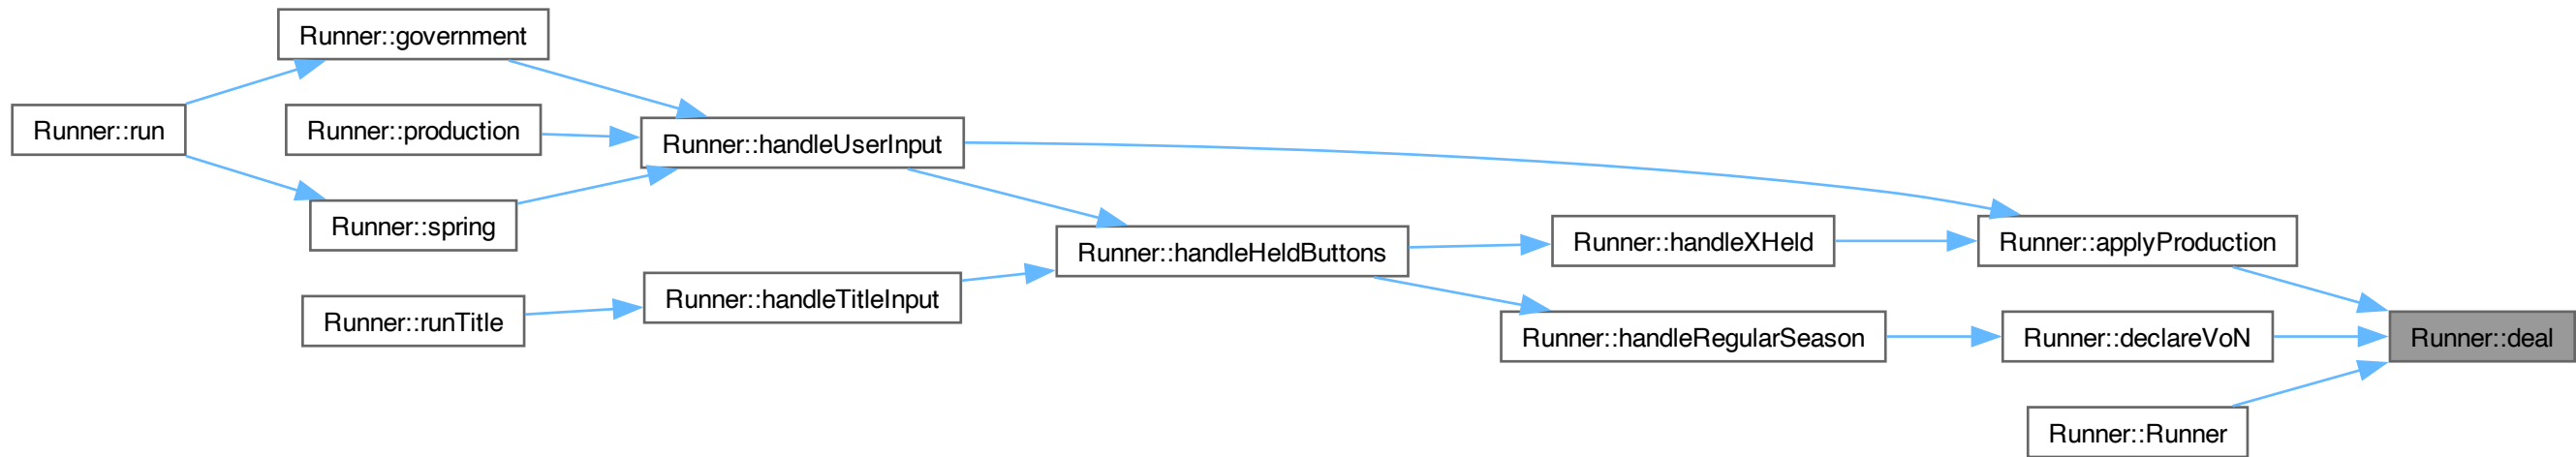 Runner::government
Runner::run
Runner::production
Runner::handleUserInput
Runner::spring
Runner::handleHeldButtons
Runner::handleXHeld
Runner::applyProduction
Runner::handleTitleInput
Runner::runTitle
Runner::handleRegularSeason
Runner::declareVoN
Runner::deal
Runner::Runner